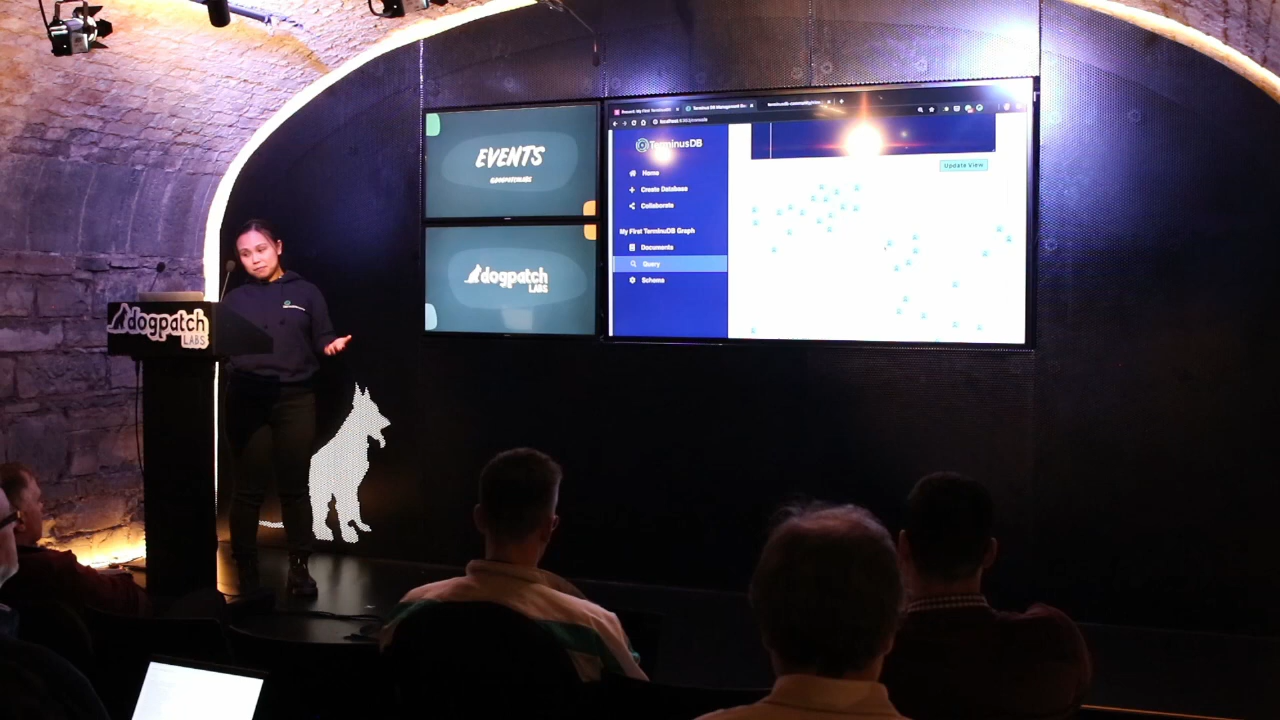 EVENTS
@DOGPATCHLABS
dogpatch
LABS
dogpatch
LABS
TerminusDB
Home
Create Database
Collaborate
My First TerminusDB Graph
Documents
Query
Schema
Update View